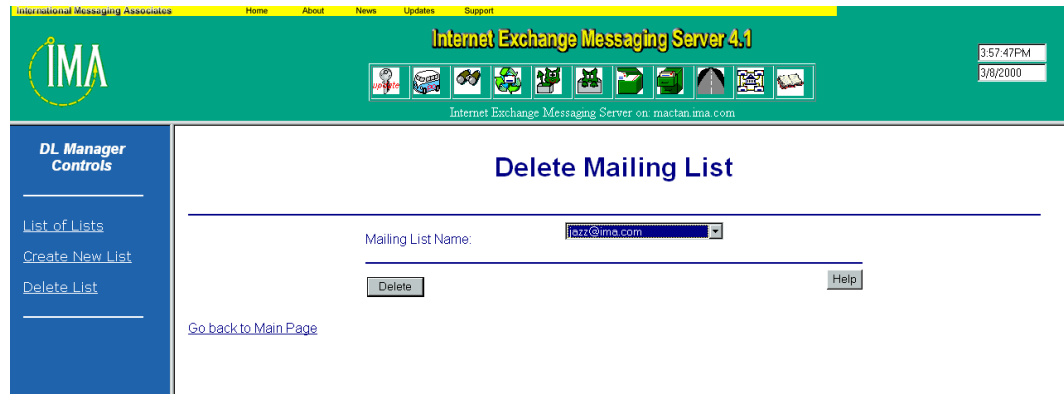 International Messaging Associates Home About News Updates Support
IMA
Internet Exchange Messaging Server 4.1
3:57:47PM
3/8/2000
update
Internet Exchange Messaging Server on: mactan.ima.com
DL Manager
Controls
List of Lists
Create New List
Delete List
Delete Mailing List
Mailing List Name: jazz@ima.com
Delete Help
Go back to Main Page